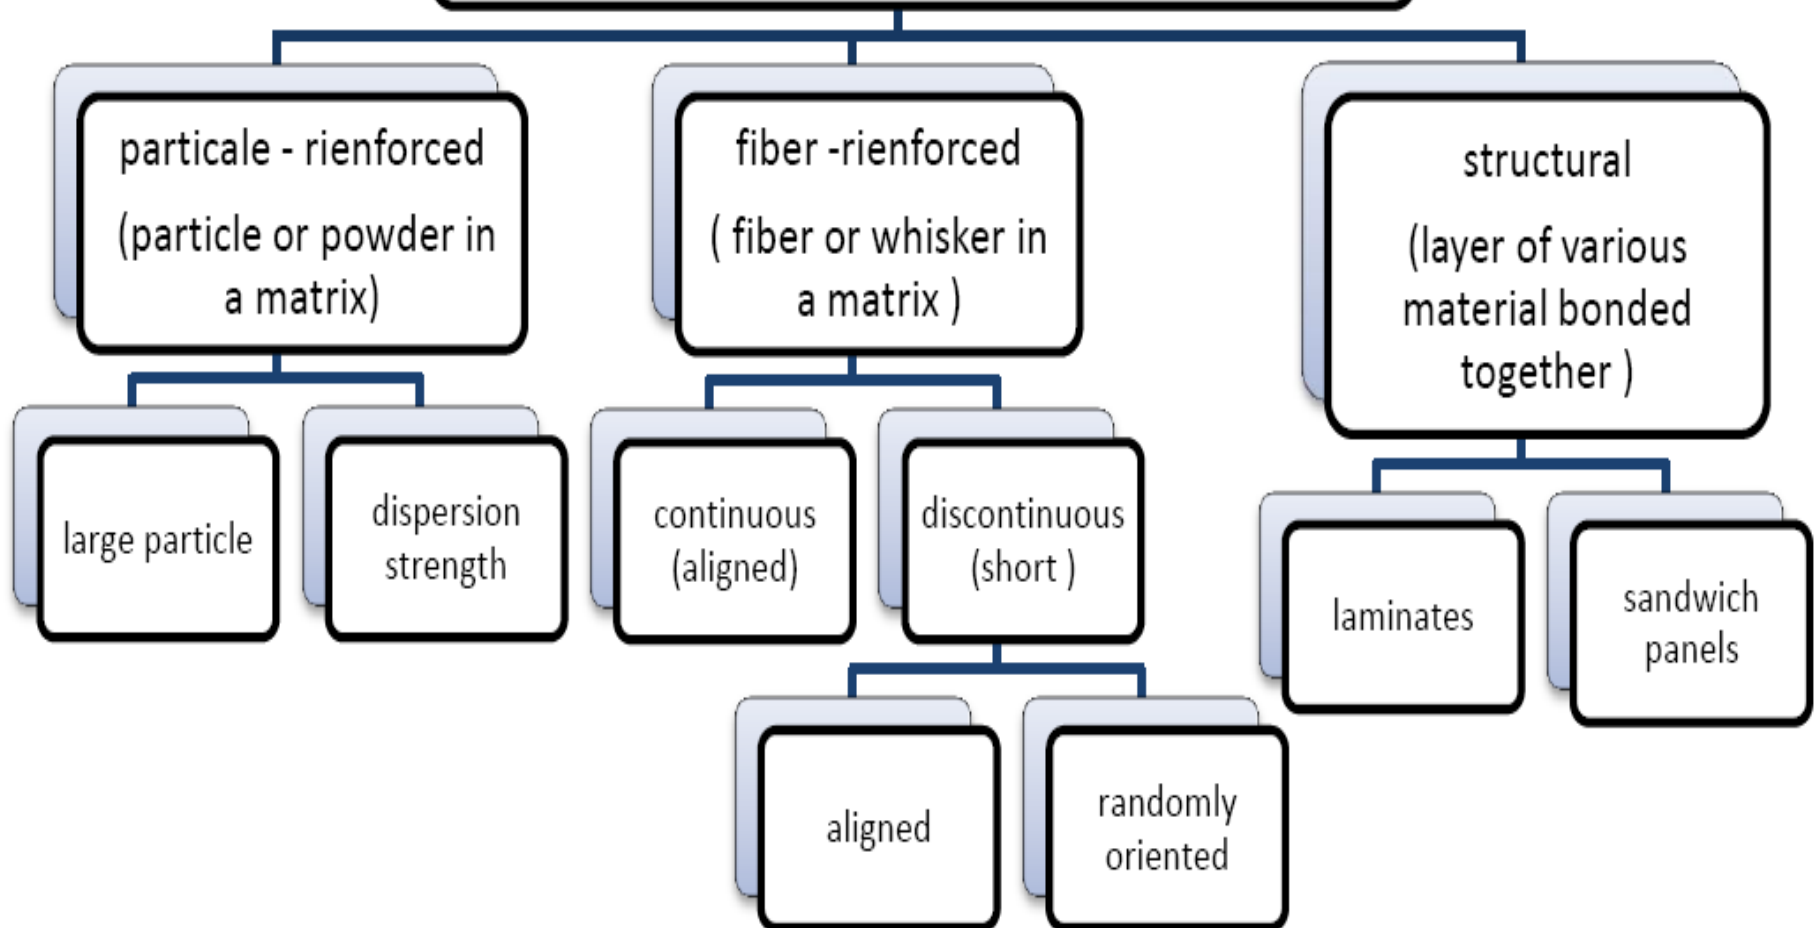 particale - rienforced
(particle or powder in
a matrix)
fiber -rienforced
( fiber or whisker in
a matrix )
structural
(layer of various
material bonded
together )
large particle
dispersion
strength
continuous
(aligned)
discontinuous
(short )
laminates
sandwich
panels
aligned
randomly
oriented